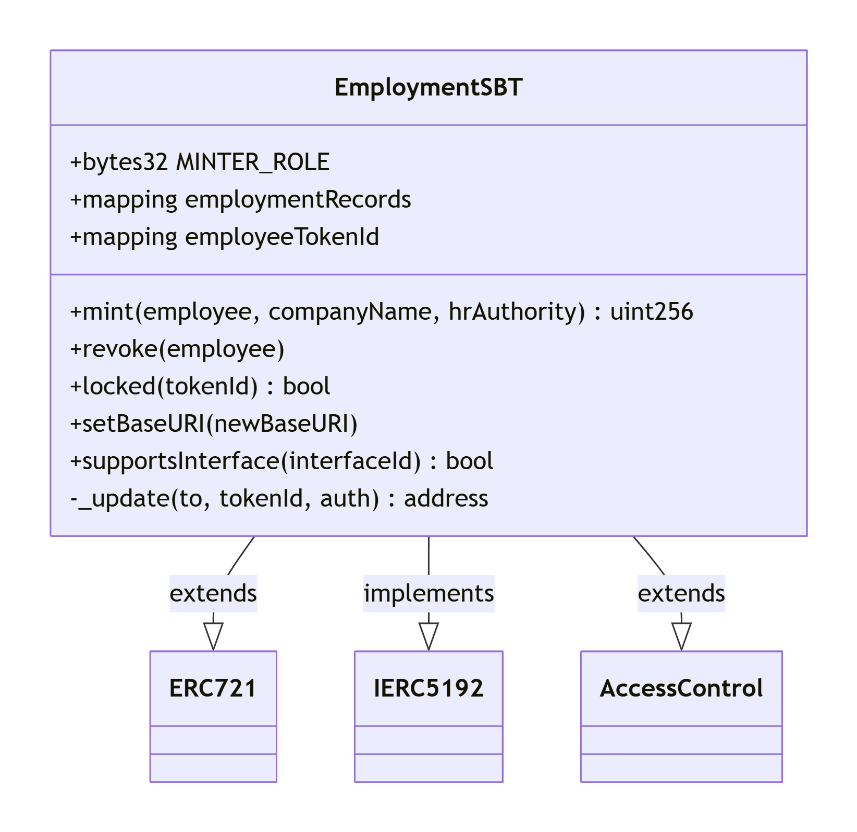 EmploymentSBT
+bytes32 MINTER_ROLE
+mapping employmentRecords
+mapping employeeTokenId
+mint(employee, companyName, hrAuthority) : uint256
+revoke(employee)
+locked(tokenId) : bool
+setBaseURI(newBaseURI)
+supportsInterface(interfaceId) : bool
-_update(to, tokenId, auth) : address
extends
implements
extends
ERC721
IERC5192
AccessControl